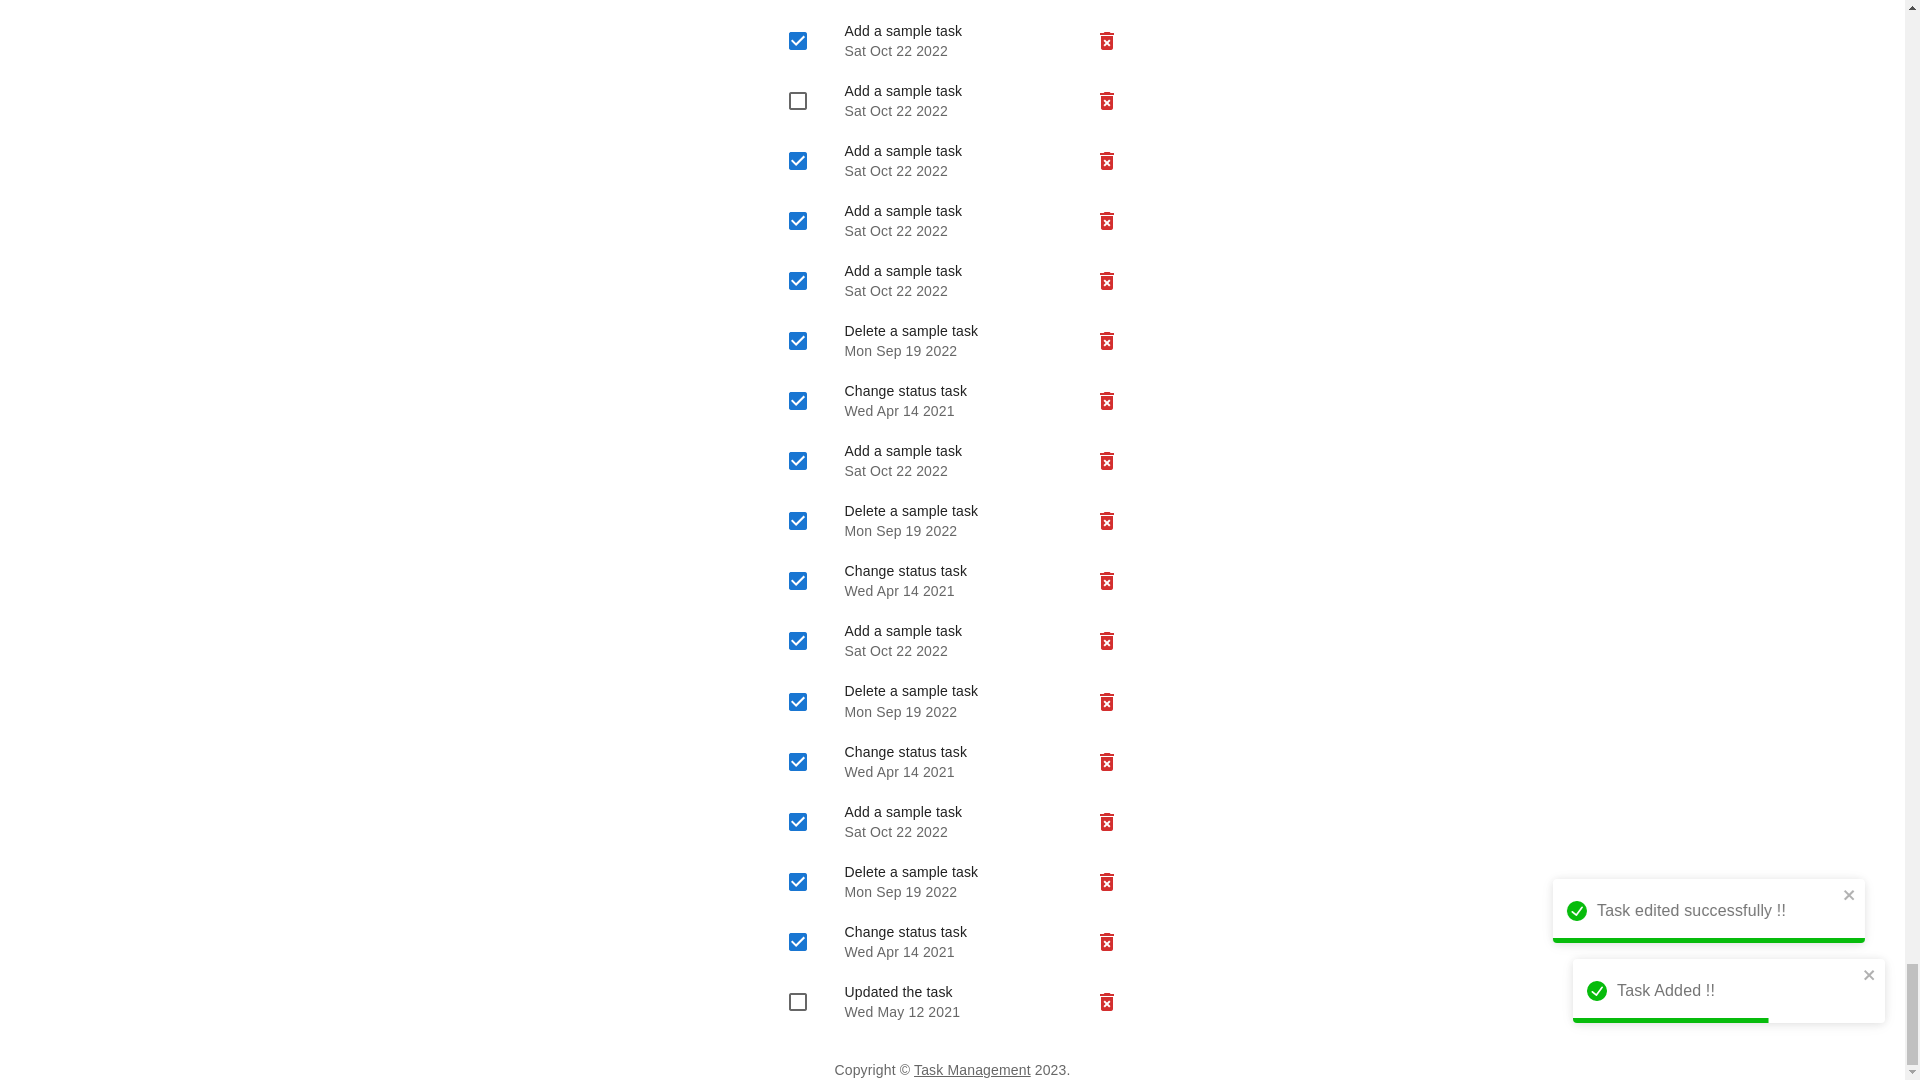 Add a sample task
Sat Oct 22 2022
Add a sample task
Sat Oct 22 2022
Add a sample task
Sat Oct 22 2022
Add a sample task
Sat Oct 22 2022
Add a sample task
Sat Oct 22 2022
Delete a sample task
Mon Sep 19 2022
Change status task
Wed Apr 14 2021
Add a sample task
Sat Oct 22 2022
Delete a sample task
Mon Sep 19 2022
Change status task
Wed Apr 14 2021
Add a sample task
Sat Oct 22 2022
Delete a sample task
Mon Sep 19 2022
Change status task
Wed Apr 14 2021
Add a sample task
Sat Oct 22 2022
Delete a sample task
Mon Sep 19 2022
Change status task
Wed Apr 14 2021
Updated the task
Wed May 12 2021
Copyright © Task Management 2023.
Task edited successfully !!
Task Added !!